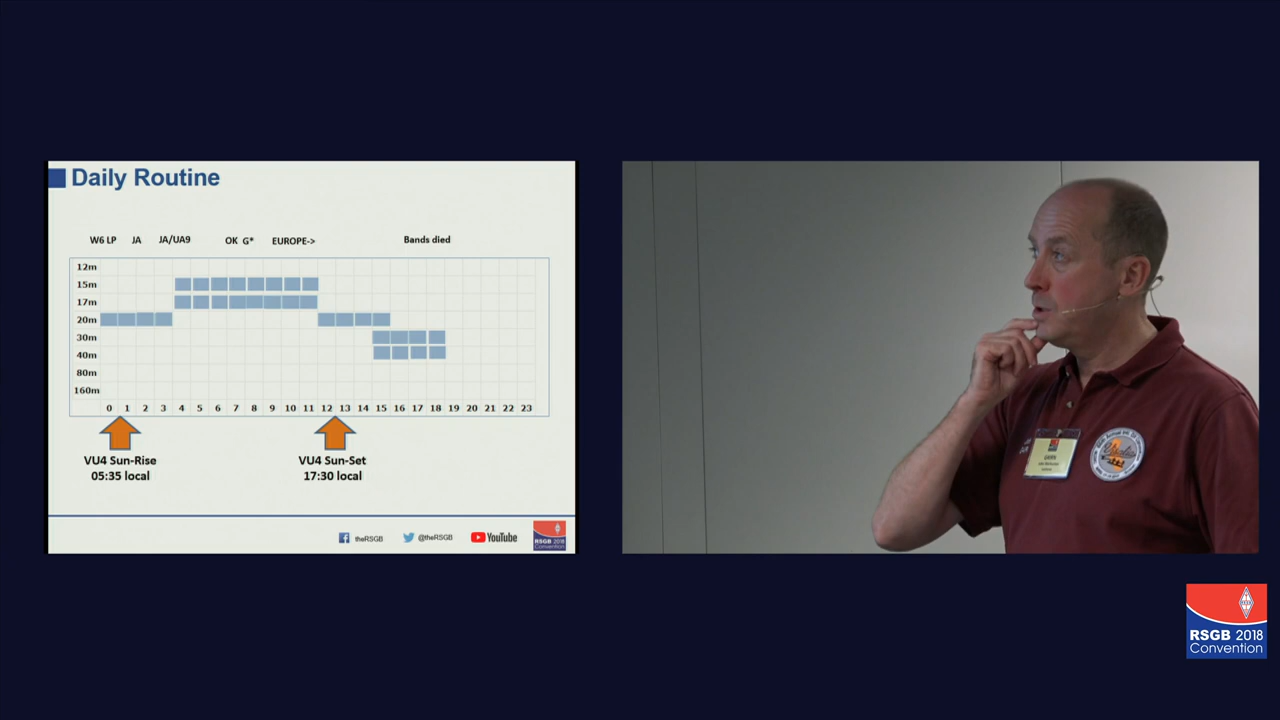 Daily Routine
W6 LP JA JA/UA9 OK G* EUROPE-> Bands died
12m
15m
17m
20m
30m
40m
80m
160m
0 1 2 3 4 5 6 7 8 9 10 11 12 13 14 15 16 17 18 19 20 21 22 23
VU4 Sun-Rise
05:35 local
VU4 Sun-Set
17:30 local
theRSGB @theRSGB YouTube
RSGB 2018
Convention
RSGB 2018
Convention